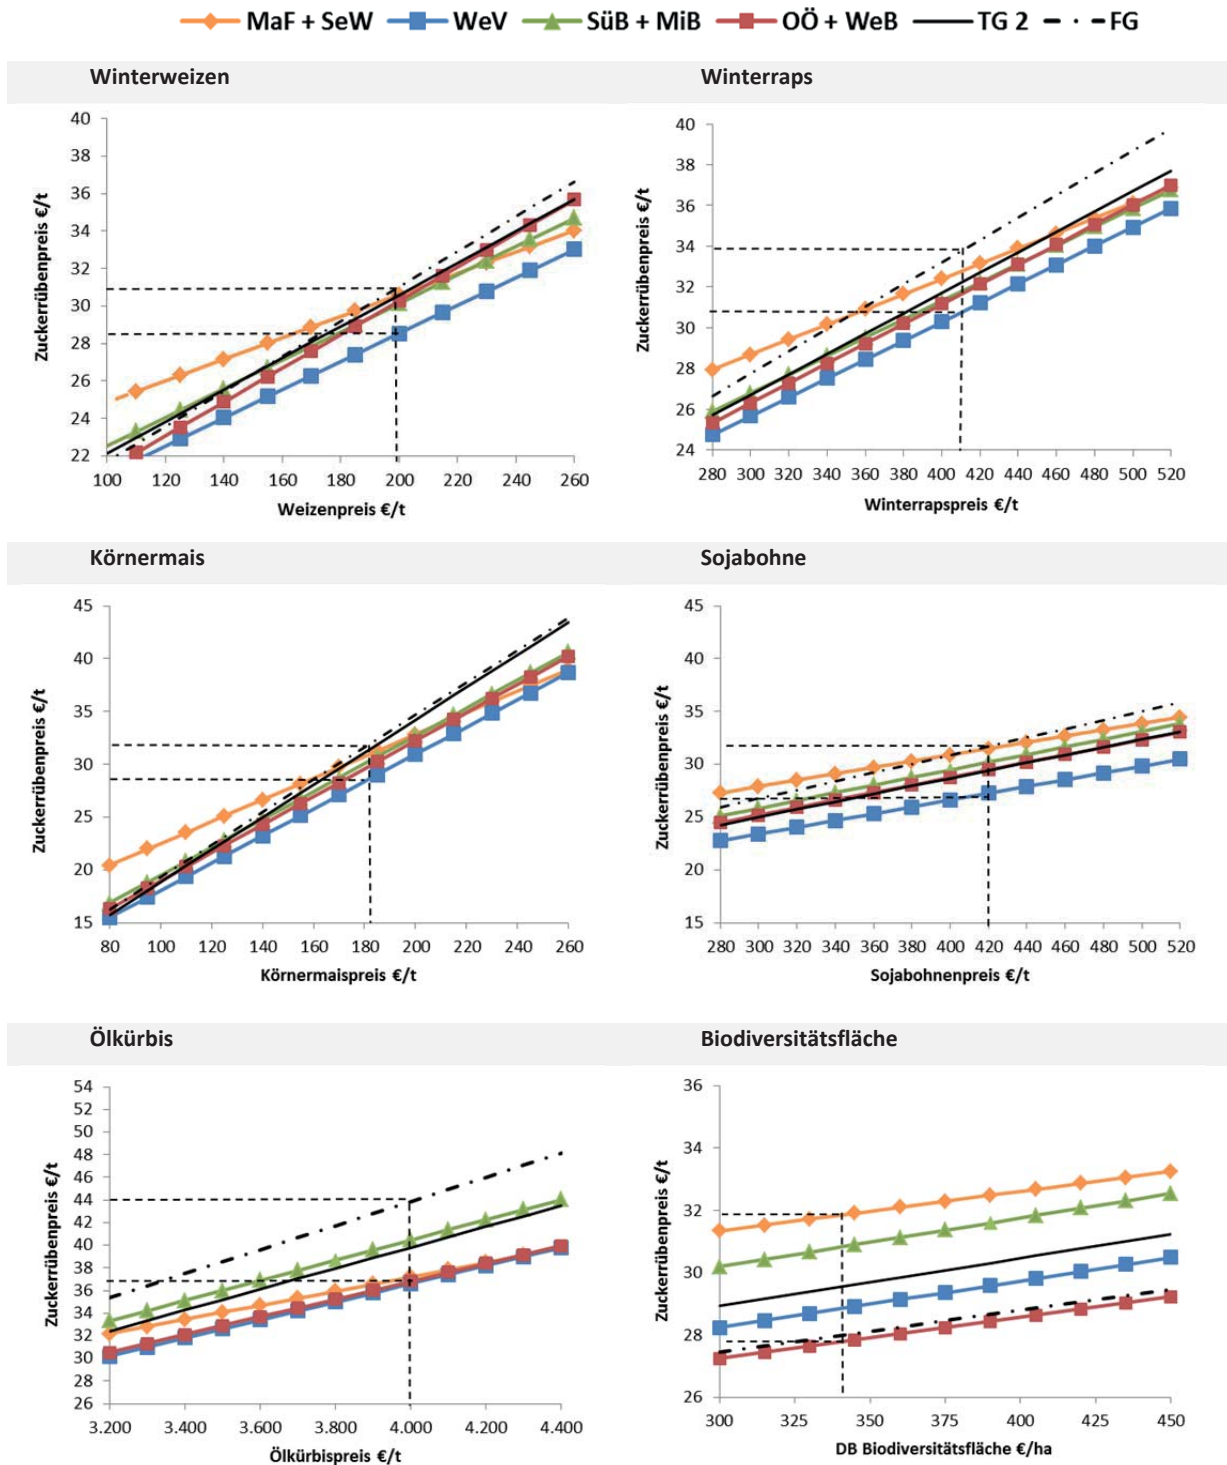 MaF + SeW WeV SüB + MiB OÖ + WeB TG 2 FG
Winterweizen Winterraps
Zuckerrübenpreis €/t
40
38
36
34
32
30
28
26
24
22
100 120 140 160 180 200 220 240 260
Weizenpreis €/t
Zuckerrübenpreis €/t
40
38
36
34
32
30
28
26
24
280 300 320 340 360 380 400 420 440 460 480 500 520
Winterrapspreis €/t
Körnermais Sojabohne
Zuckerrübenpreis €/t
45
40
35
30
25
20
15
80 100 120 140 160 180 200 220 240 260
Körnermaispreis €/t
Zuckerrübenpreis €/t
45
40
35
30
25
20
15
280 300 320 340 360 380 400 420 440 460 480 500 520
Sojabohnenpreis €/t
Ölkürbis Biodiversitätsfläche
Zuckerrübenpreis €/t
54
52
50
48
46
44
42
40
38
36
34
32
30
28
26
3.200 3.600 4.000 4.400
Ölkürbispreis €/t
Zuckerrübenpreis €/t
36
34
32
30
28
26
300 325 350 375 400 425 450
DB Biodiversitätsfläche €/ha